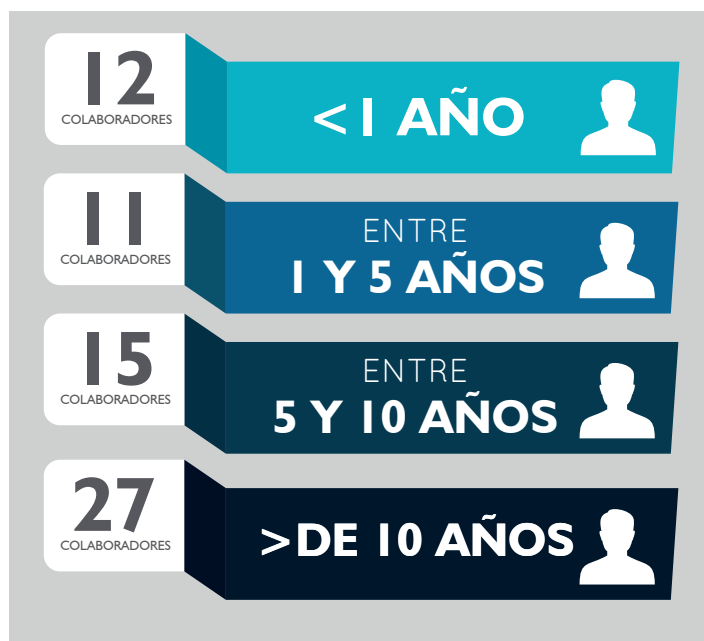 12
COLABORADORES
<1 AÑO
11
COLABORADORES
ENTRE
1 Y 5 AÑOS
15
COLABORADORES
ENTRE
5 Y 10 AÑOS
27
COLABORADORES
>DE 10 AÑOS